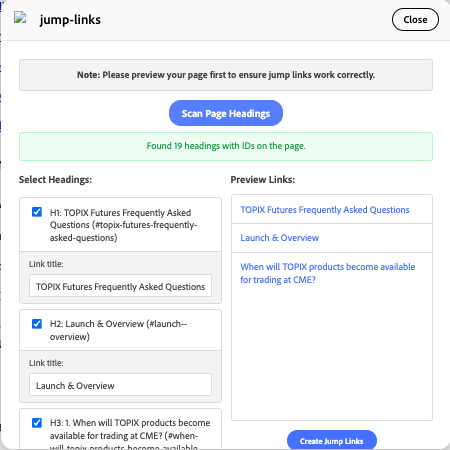 jump-links
Close
Note: Please preview your page first to ensure jump links work correctly.
Scan Page Headings
Found 19 headings with IDs on the page.
Select Headings:
H1: TOPIX Futures Frequently Asked
Questions (#topix-futures-frequently-
asked-questions)
Link title:
TOPIX Futures Frequently Asked Questions
H2: Launch & Overview (#launch--
overview)
Link title:
Launch & Overview
H3: 1. When will TOPIX products become
available for trading at CME? (#when-
will-topix-products-become-available-
Preview Links:
TOPIX Futures Frequently Asked Questions
Launch & Overview
When will TOPIX products become available
for trading at CME?
Create Jump Links